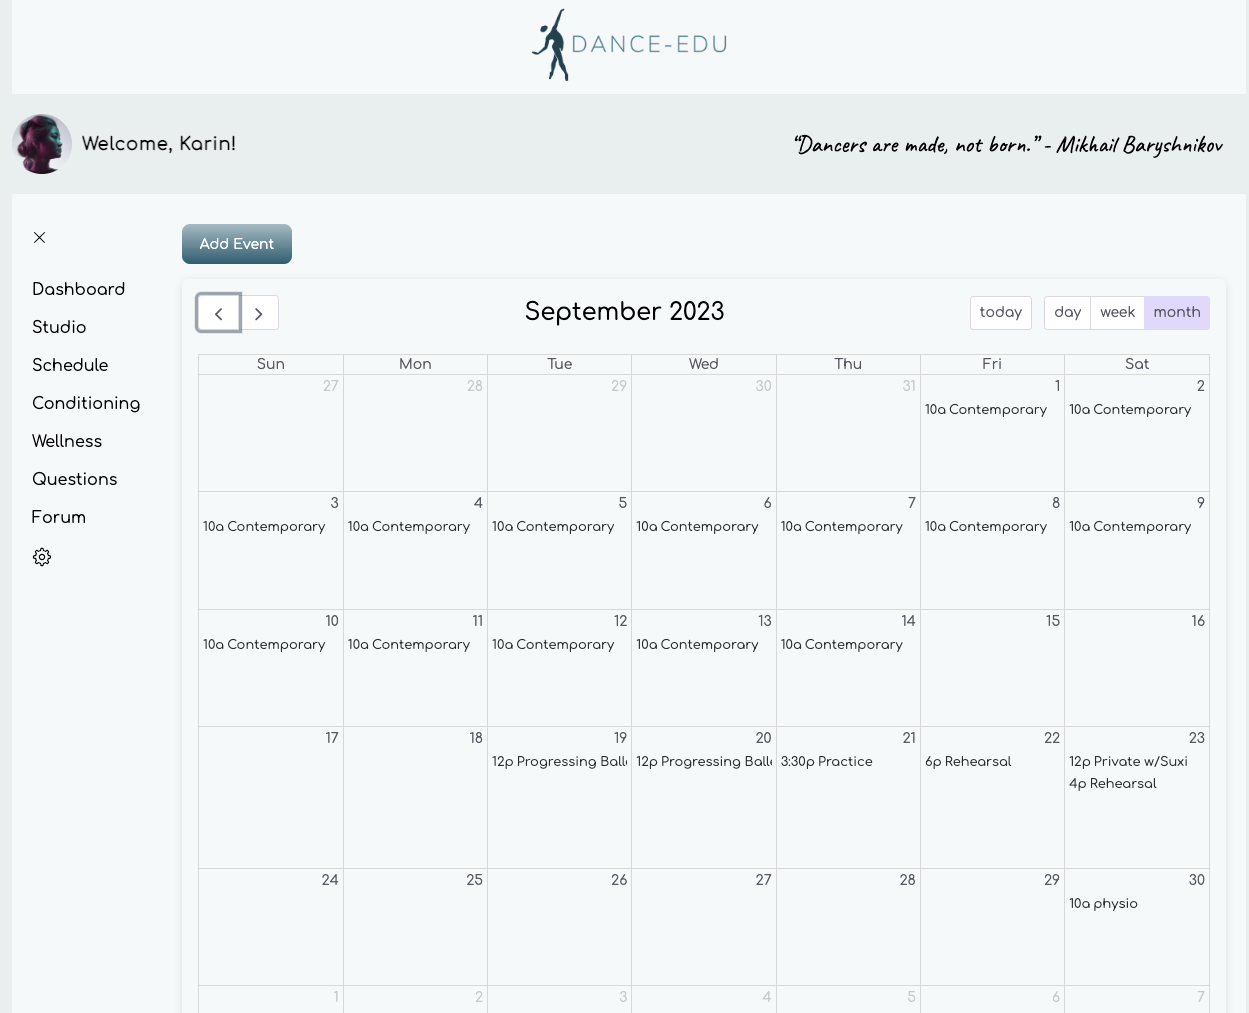 DANCE-EDU
Welcome, Karin!
“Dancers are made, not born.” - Mikhail Baryshnikov
Add Event
Dashboard
Studio
Schedule
Conditioning
Wellness
Questions
Forum
September 2023
today day week month
Sun Mon Tue Wed Thu Fri Sat
27 28 29 30 31 1 2
10a Contemporary 10a Contemporary
3 4 5 6 7 8 9
10a Contemporary 10a Contemporary 10a Contemporary 10a Contemporary 10a Contemporary 10a Contemporary 10a Contemporary
10 11 12 13 14 15 16
10a Contemporary 10a Contemporary 10a Contemporary 10a Contemporary 10a Contemporary
17 18 19 20 21 22 23
12p Progressing Balle 12p Progressing Balle 3:30p Practice 6p Rehearsal 12p Private w/Suxi
4p Rehearsal
24 25 26 27 28 29 30
10a physio
1 2 3 4 5 6 7